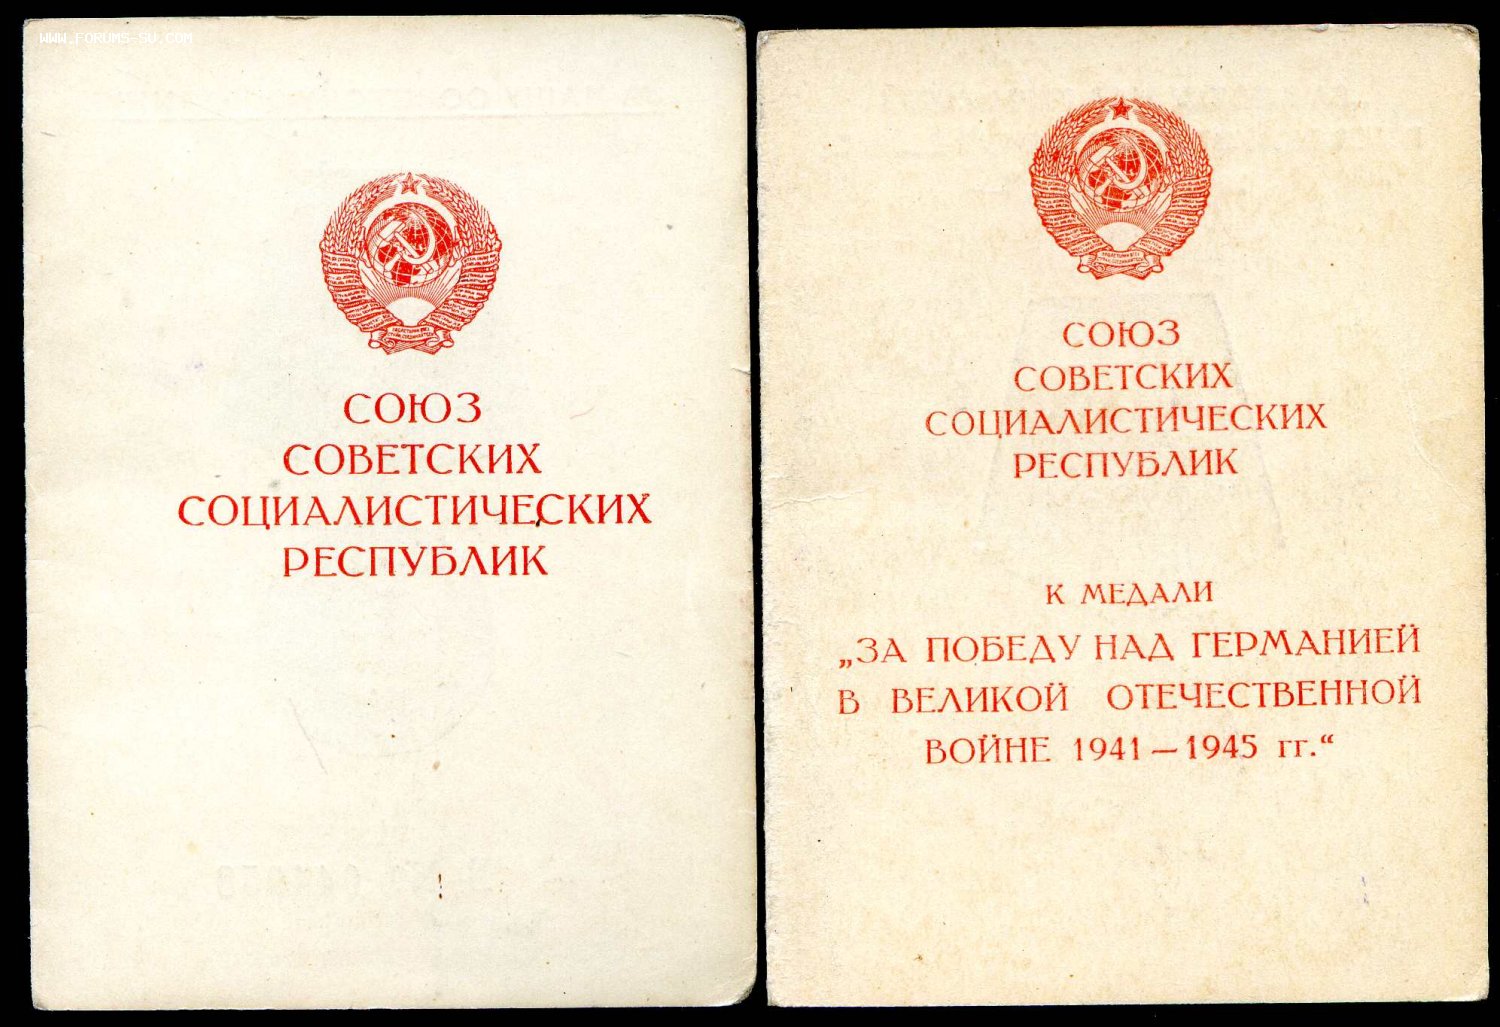 WWW.FORUMS-SU.COM
СОЮЗ
СОВЕТСКИХ
СОЦИАЛИСТИЧЕСКИХ
РЕСПУБЛИК
СОЮЗ
СОВЕТСКИХ
СОЦИАЛИСТИЧЕСКИХ
РЕСПУБЛИК
К МЕДАЛИ
„ЗА ПОБЕДУ НАД ГЕРМАНИЕЙ
В ВЕЛИКОЙ ОТЕЧЕСТВЕННОЙ
ВОЙНЕ 1941—1945 гг.“